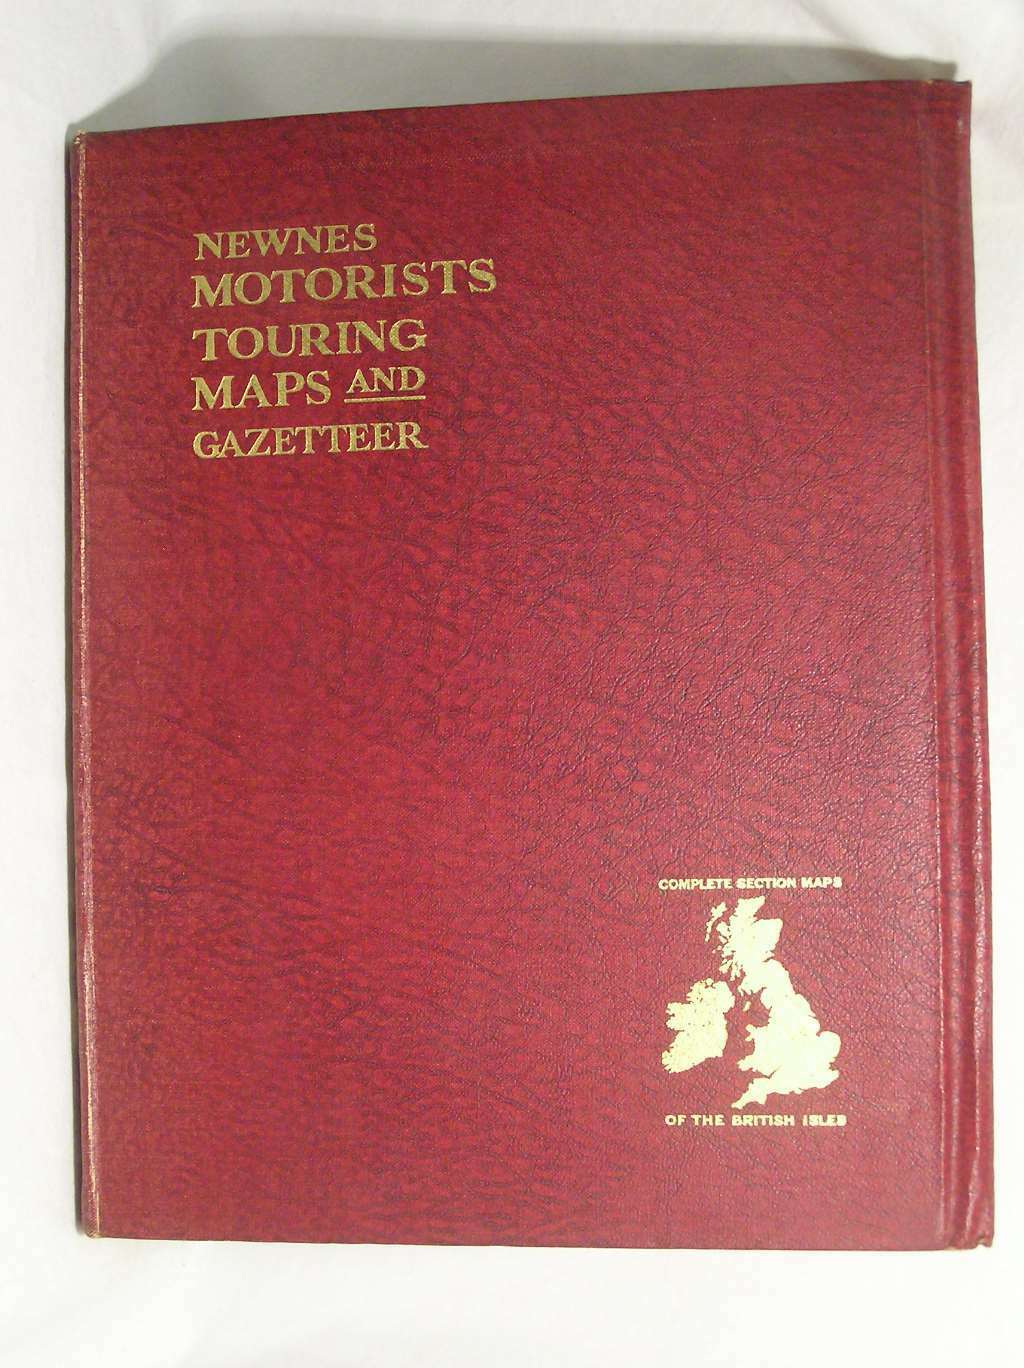 NEWNES
MOTORISTS
TOURING
MAPS AND
GAZETTEER
COMPLETE SECTION MAPS
OF THE BRITISH ISLES